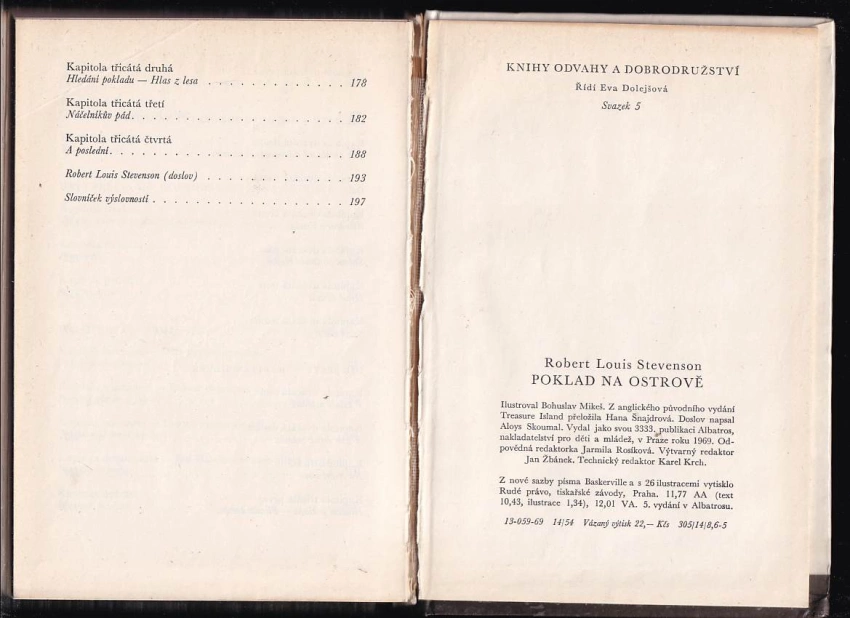 Kapitola třicátá druhá
Hledání pokladu — Hlas z lesa . . . . . . . . . . . . . 178
Kapitola třicátá třetí
Náčelníkův pád. . . . . . . . . . . . . . . . . . . 182
Kapitola třicátá čtvrtá
A poslední. . . . . . . . . . . . . . . . . . . . . 188
Robert Louis Stevenson (doslov) . . . . . . . . . . . . . 193
Slovníček výslovnosti . . . . . . . . . . . . . . . . . 197
KNIHY ODVAHY A DOBRODRUŽSTVÍ
Řídí Eva Dolejšová
Svazek 5
Robert Louis Stevenson
POKLAD NA OSTROVĚ
Ilustroval Bohuslav Mikeš. Z anglického původního vydání
Treasure Island přeložila Hana Šnajdrová. Doslov napsal
Aloys Skoumal. Vydal jako svou 3333. publikaci Albatros,
nakladatelství pro děti a mládež, v Praze roku 1969. Od-
povědná redaktorka Jarmila Rosíková. Výtvarný redaktor
Jan Žbánek. Technický redaktor Karel Krch.
Z nové sazby písma Baskerville a s 26 ilustracemi vytisklo
Rudé právo, tiskařské závody, Praha. 11,77 AA (text
10,43, ilustrace 1,34), 12,01 VA. 5. vydání v Albatrosu.
13-059-69 14/54 Vázaný výtisk 22,— Kčs 305/14/8,6-5